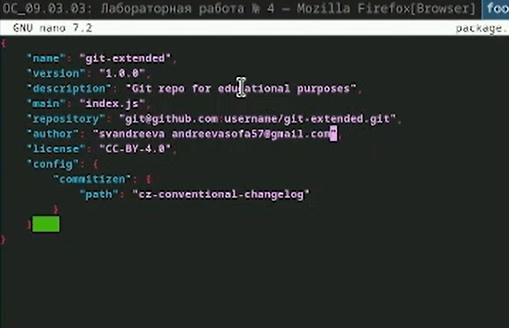 ОС_09.03.03: Лабораторная работа № 4 — Mozilla Firefox[Browser] foo
GNU nano 7.2 package.
{
"name": "git-extended",
"version": "1.0.0",
"description": "Git repo for educational purposes",
"main": "index.js",
"repository": "git@github.com:username/git-extended.git",
"author": "svandreeva andreevasofa57@gmail.com",
"license": "CC-BY-4.0",
"config": {
"commitizen": {
"path": "cz-conventional-changelog"
}
}
}